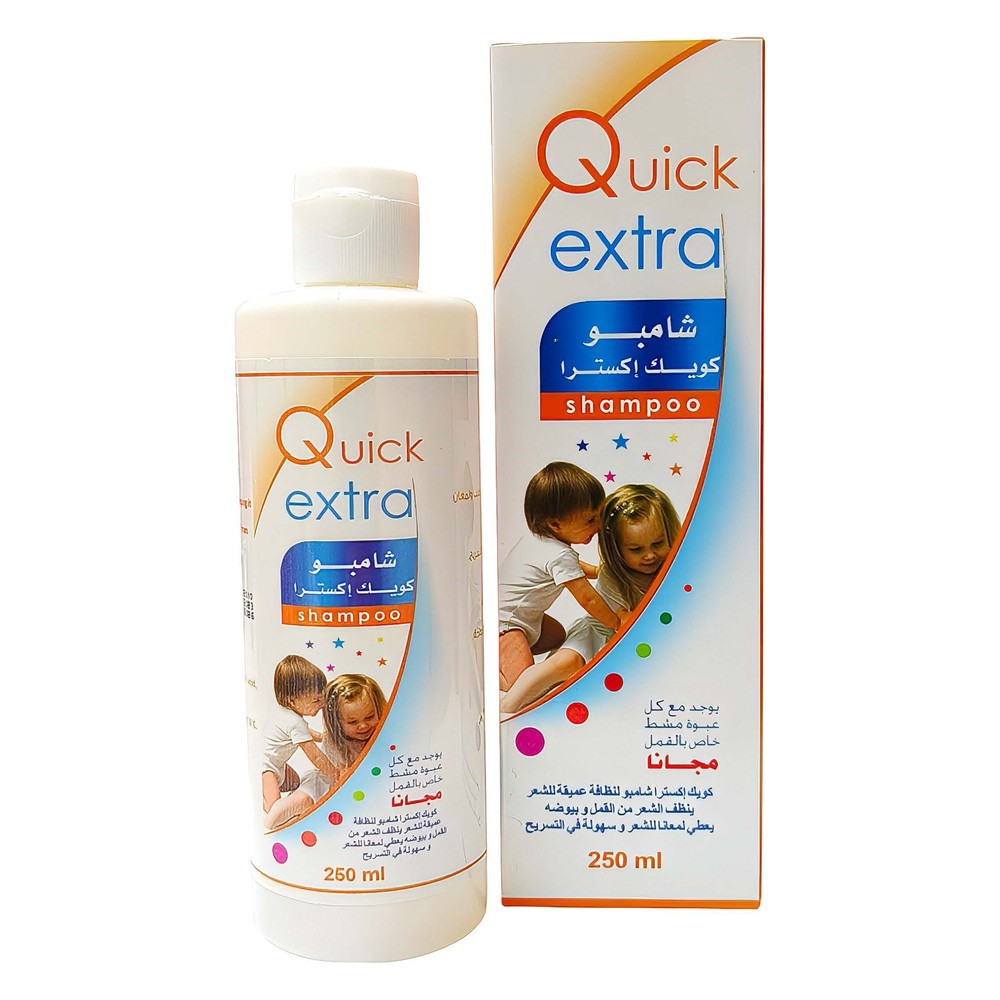 Quick
extra
شامبو
كويك إكسترا
shampoo
يوجد مع كل
عبوة مشط
خاص بالقمل
مجانا
كويك إكسترا شامبو لنظافة
عميقة للشعر ينظف الشعر من
القمل و بيوضه يعطي لمعانا للشعر
و سهولة في التسريح
250 ml
Quick
extra
شامبو
كويك إكسترا
shampoo
يوجد مع كل
عبوة مشط
خاص بالقمل
مجانا
كويك إكسترا شامبو لنظافة عميقة للشعر
ينظف الشعر من القمل و بيوضه
يعطي لمعانا للشعر و سهولة في التسريح
250 ml